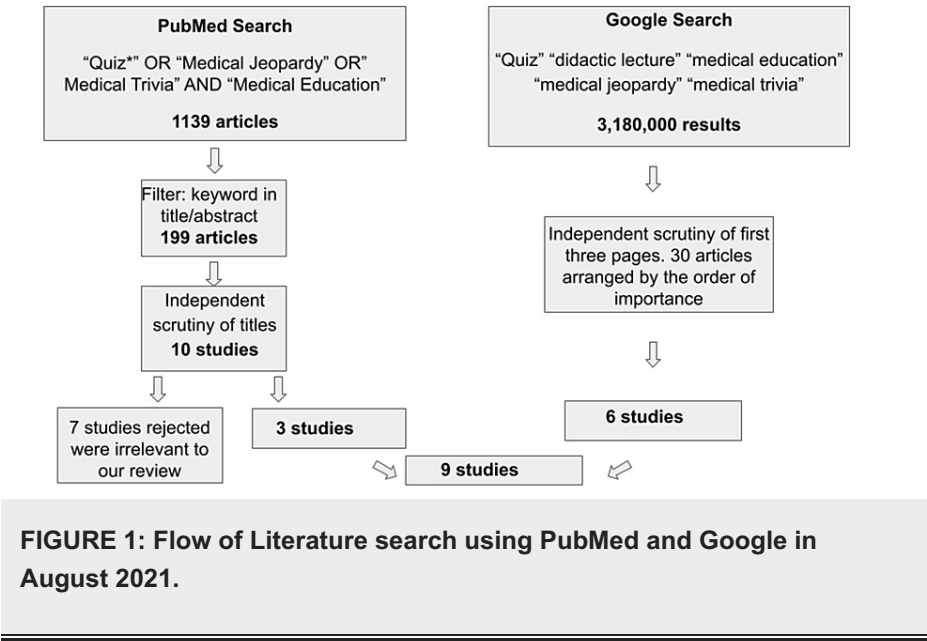 PubMed Search
“Quiz*” OR “Medical Jeopardy” OR”
Medical Trivia” AND “Medical Education”
1139 articles
Google Search
“Quiz” “didactic lecture” “medical education”
“medical jeopardy” “medical trivia”
3,180,000 results
Filter: keyword in
title/abstract
199 articles
Independent scrutiny of first
three pages. 30 articles
arranged by the order of
importance
Independent
scrutiny of titles
10 studies
7 studies rejected
were irrelevant to
our review
3 studies
6 studies
9 studies
FIGURE 1: Flow of Literature search using PubMed and Google in
August 2021.